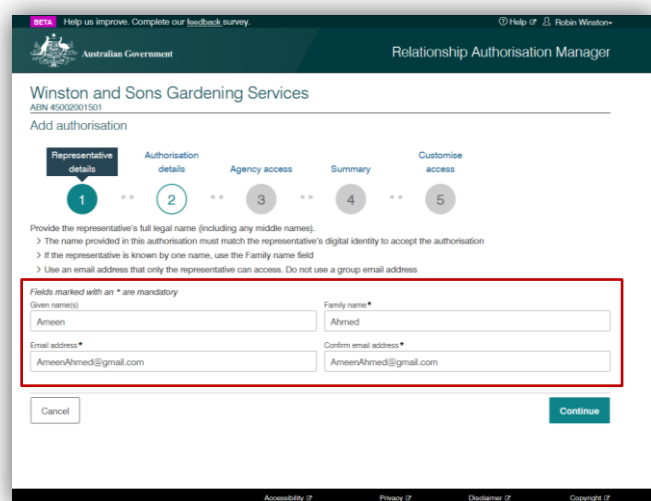 BETA Help us improve. Complete our feedback survey. Help Robin Winston
Australian Government Relationship Authorisation Manager
Winston and Sons Gardening Services
ABN 45002001501
Add authorisation
Representative details
Authorisation details
Agency access
Summary
Customise access
1 2 3 4 5
Provide the representative's full legal name (including any middle names).
> The name provided in this authorisation must match the representative's digital identity to accept the authorisation
> If the representative is known by one name, use the Family name field
> Use an email address that only the representative can access. Do not use a group email address
Fields marked with an * are mandatory
Given name(s) Family name*
Ameen Ahmed
Email address* Confirm email address*
AmeenAhmed@gmail.com AmeenAhmed@gmail.com
Cancel Continue
Accessibility Privacy Disclaimer Copyright